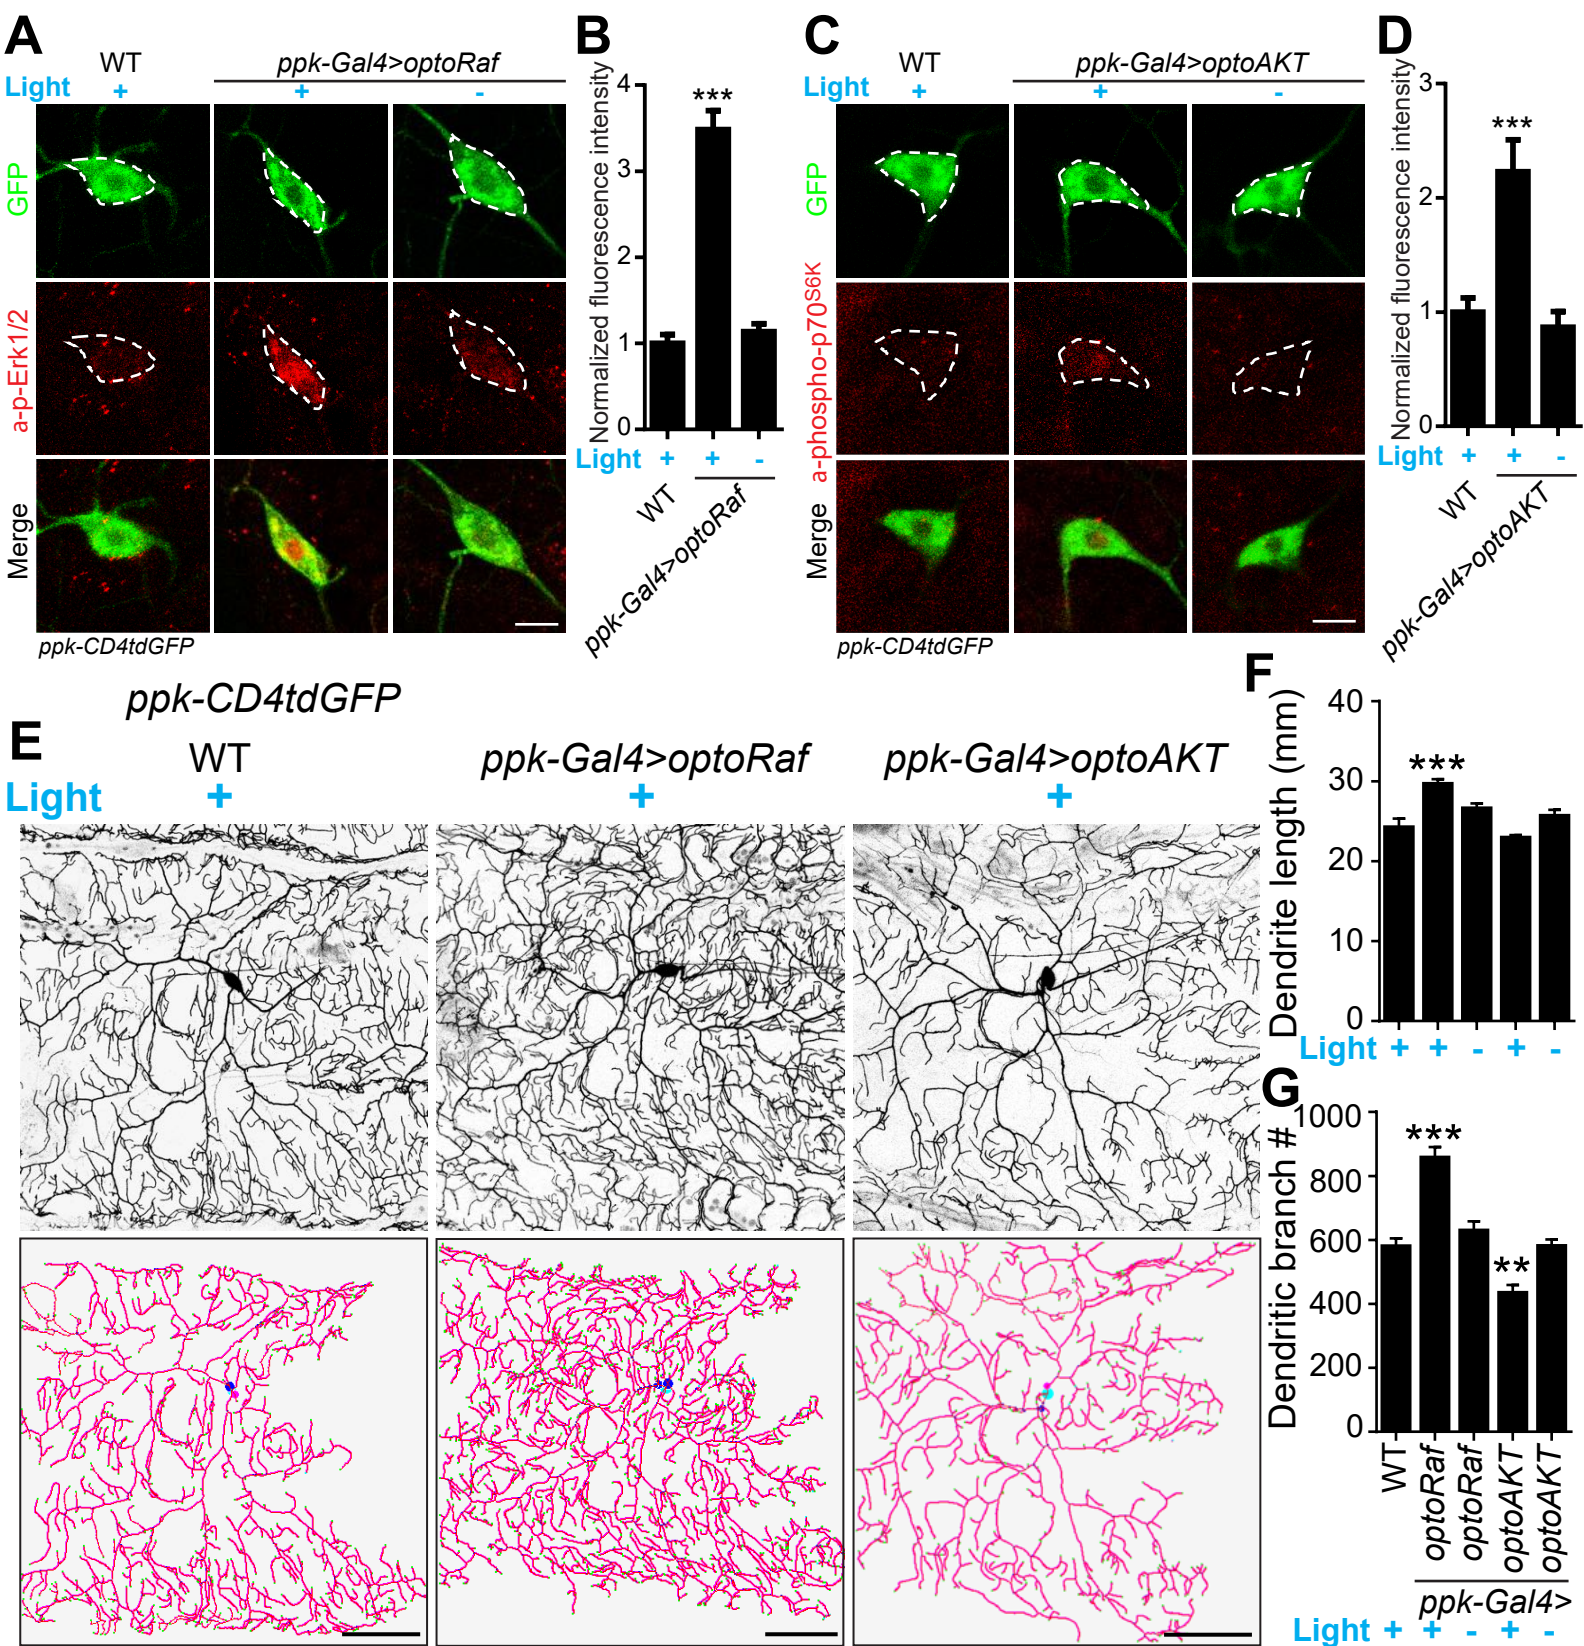 A
WT
ppk-Gal4>optoRaf
Light + + -
GFP
a-p-Erk1/2
Merge
ppk-CD4tdGFP
B
Normalized fluorescence intensity
4
3
2
1
0
***
Light + + -
WT
ppk-Gal4>optoRaf
C
WT
ppk-Gal4>optoAKT
Light + + -
GFP
a-phospho-p70S6K
Merge
ppk-CD4tdGFP
D
Normalized fluorescence intensity
3
2
1
0
***
Light + + -
WT
ppk-Gal4>optoAKT
ppk-CD4tdGFP
E
WT
ppk-Gal4>optoRaf
ppk-Gal4>optoAKT
Light + + +
F
Dendrite length (mm)
40
30
20
10
0
***
Light + + - + -
G
Dendritic branch #
1000
800
600
400
200
0
***
**
WT
optoRaf
optoRaf
optoAKT
optoAKT
ppk-Gal4>
Light + + - + -